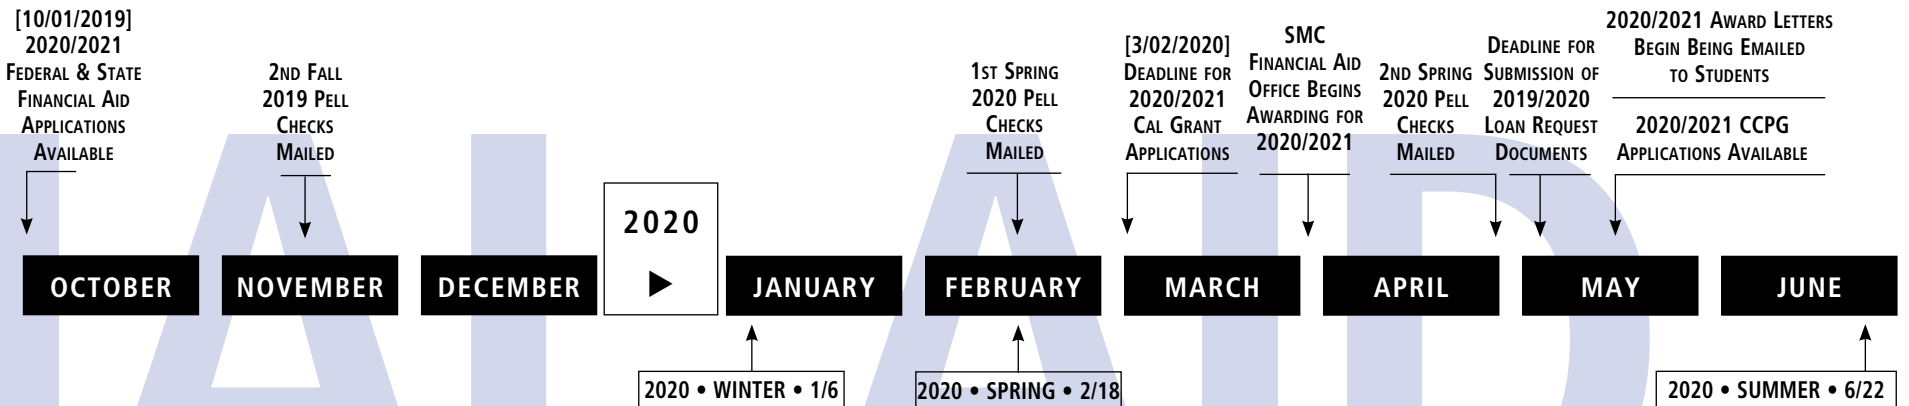 [10/01/2019]
2020/2021
Federal & State
Financial Aid
Applications
Available
2nd Fall
2019 Pell
Checks
Mailed
1st Spring
2020 Pell
Checks
Mailed
[3/02/2020]
Deadline for
2020/2021
Cal Grant
Applications
SMC
Financial Aid
Office Begins
Awarding for
2020/2021
2nd Spring
2020 Pell
Checks
Mailed
Deadline for
Submission of
2019/2020
Loan Request
Documents
2020/2021 Award Letters
Begin Being Emailed
to Students
2020/2021 CCPG
Applications Available
OCTOBER
NOVEMBER
DECEMBER
2020
JANUARY
FEBRUARY
MARCH
APRIL
MAY
JUNE
2020 • WINTER • 1/6
2020 • SPRING • 2/18
2020 • SUMMER • 6/22
IAL AID